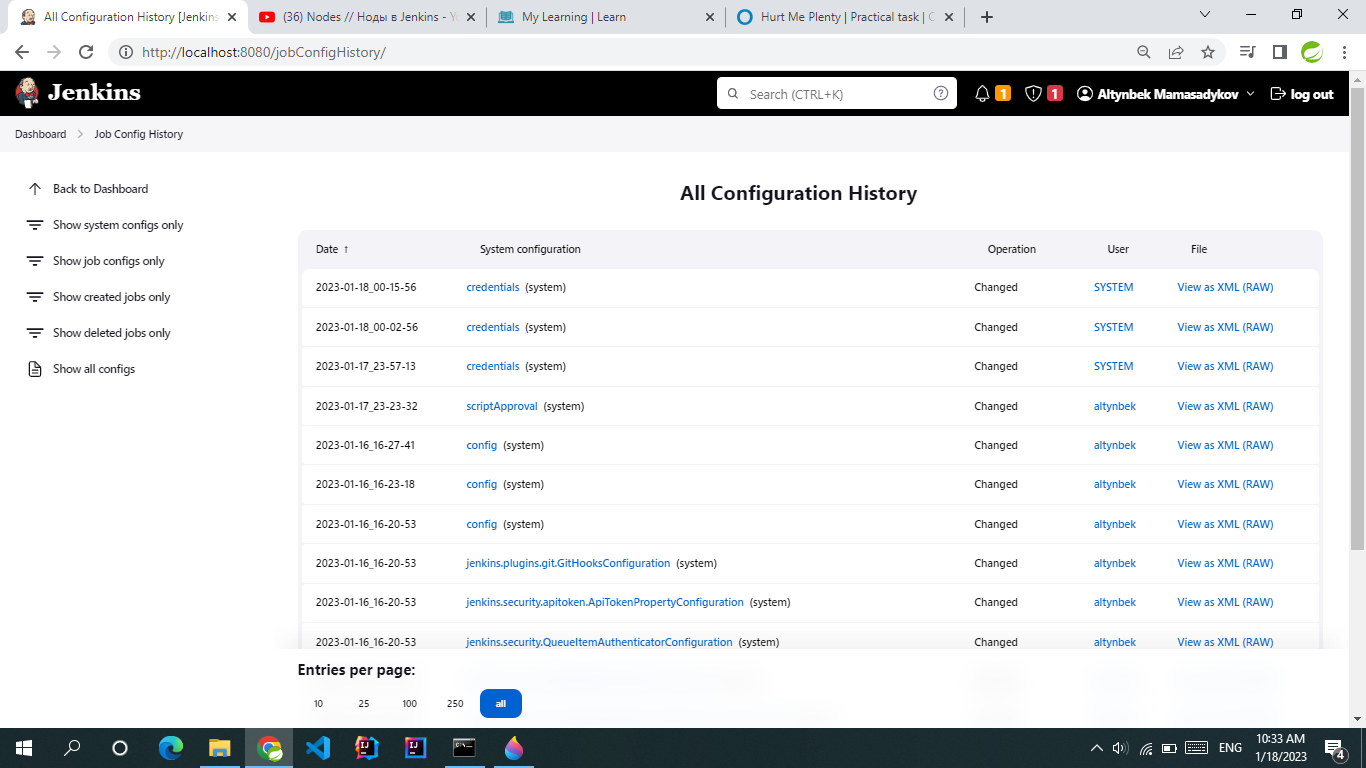 All Configuration History [Jenkins
(36) Nodes // Ноды в Jenkins - Yo
My Learning | Learn
Hurt Me Plenty | Practical task | C
http://localhost:8080/jobConfigHistory/
Jenkins
Search (CTRL+K)
1
1
Altynbek Mamasadykov
log out
Dashboard
Job Config History
Back to Dashboard
Show system configs only
Show job configs only
Show created jobs only
Show deleted jobs only
Show all configs
All Configuration History
Date ↑ System configuration Operation User File
2023-01-18_00-15-56 credentials (system) Changed SYSTEM View as XML (RAW)
2023-01-18_00-02-56 credentials (system) Changed SYSTEM View as XML (RAW)
2023-01-17_23-57-13 credentials (system) Changed SYSTEM View as XML (RAW)
2023-01-17_23-23-32 scriptApproval (system) Changed altynbek View as XML (RAW)
2023-01-16_16-27-41 config (system) Changed altynbek View as XML (RAW)
2023-01-16_16-23-18 config (system) Changed altynbek View as XML (RAW)
2023-01-16_16-20-53 config (system) Changed altynbek View as XML (RAW)
2023-01-16_16-20-53 jenkins.plugins.git.GitHooksConfiguration (system) Changed altynbek View as XML (RAW)
2023-01-16_16-20-53 jenkins.security.apitoken.ApiTokenPropertyConfiguration (system) Changed altynbek View as XML (RAW)
2023-01-16_16-20-53 jenkins.security.QueueItemAuthenticatorConfiguration (system) Changed altynbek View as XML (RAW)
Entries per page:
10 25 100 250 all
ENG
10:33 AM
1/18/2023
4